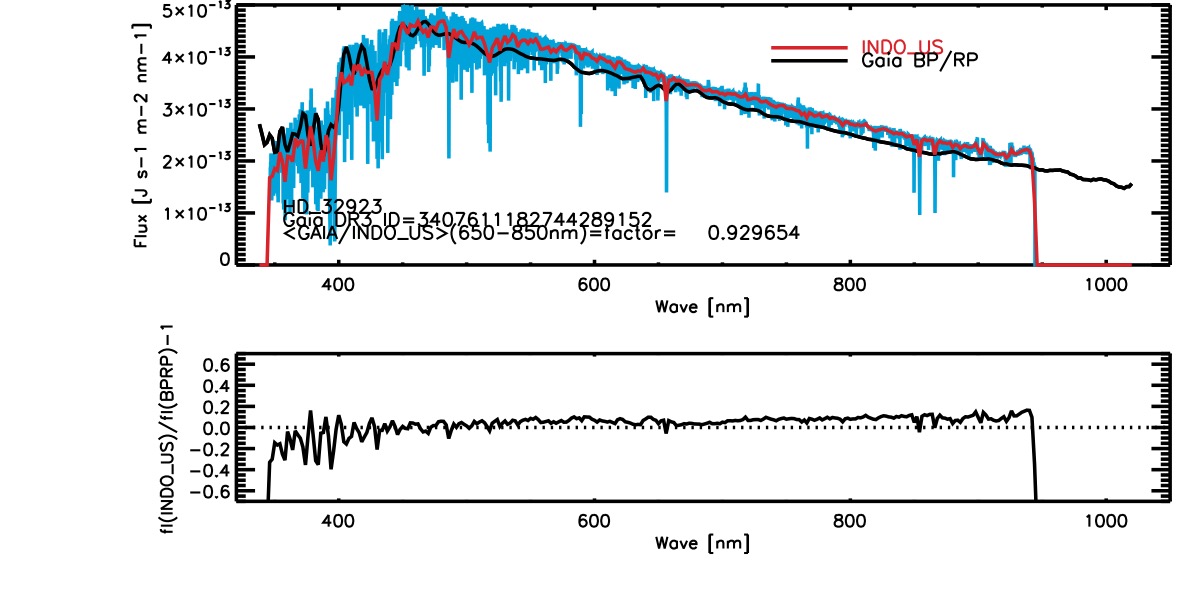 5×10−13
4×10−13
3×10−13
2×10−13
1×10−13
0
Flux [J s−1 m−2 nm−1]
INDO_US
Gaia BP/RP
HD_32923
Gaia DR3 ID=3407611182744289152
<GAIA/INDO_US>(650−850nm)=factor= 0.929654
400 600 800 1000
Wave [nm]
0.6
0.4
0.2
0.0
−0.2
−0.4
−0.6
fl(INDO_US)/fl(BPRP)−1
400 600 800 1000
Wave [nm]